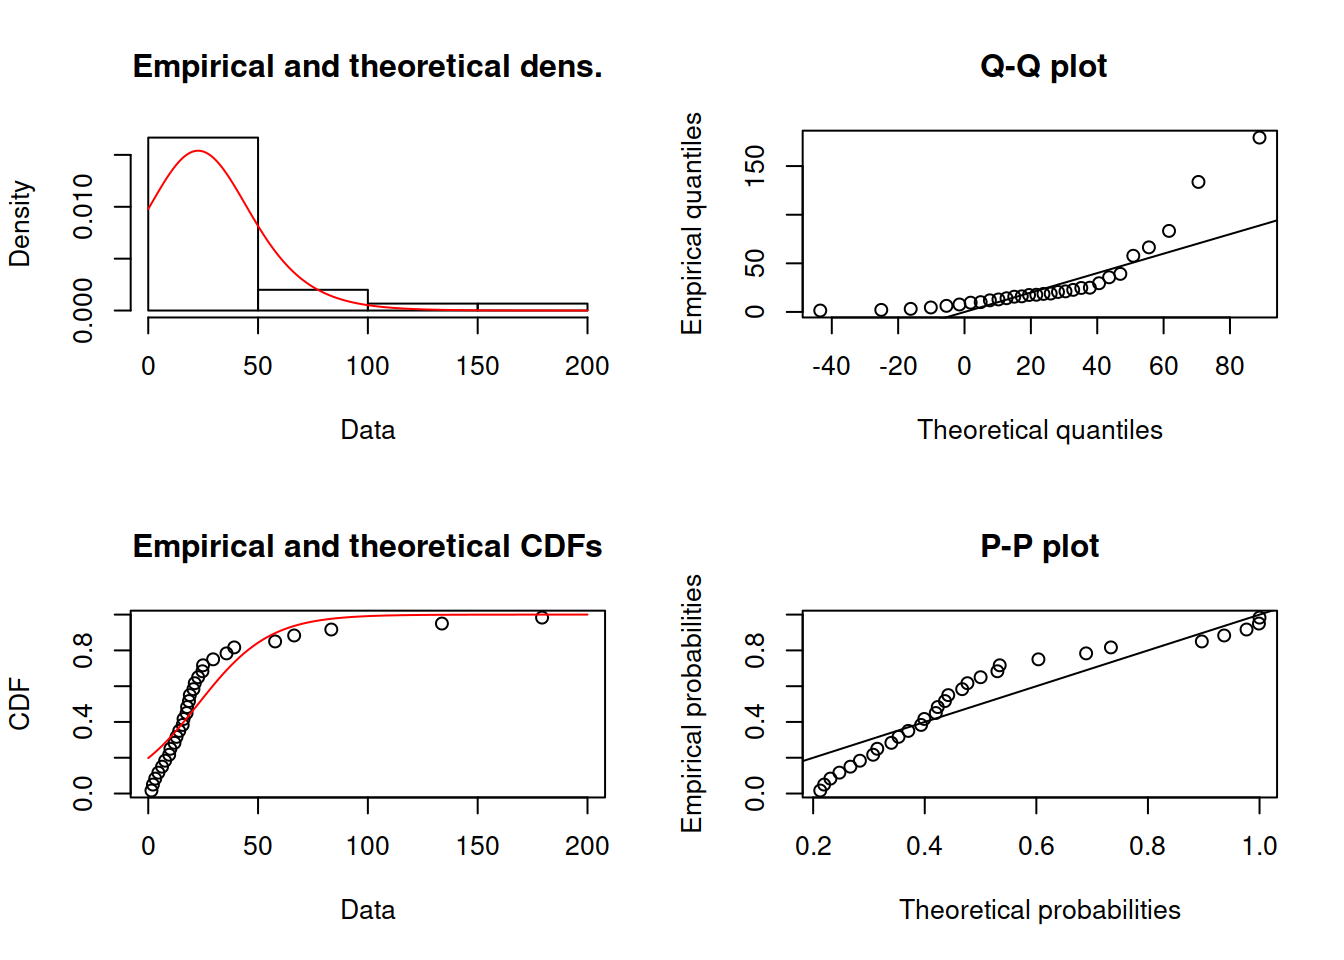 Empirical and theoretical dens.
Density
0.000
0.010
0
50
100
150
200
Data
Q-Q plot
Empirical quantiles
0
50
150
-40
-20
0
20
40
60
80
Theoretical quantiles
Empirical and theoretical CDFs
CDF
0.0
0.4
0.8
0
50
100
150
200
Data
P-P plot
Empirical probabilities
0.0
0.4
0.8
0.2
0.4
0.6
0.8
1.0
Theoretical probabilities